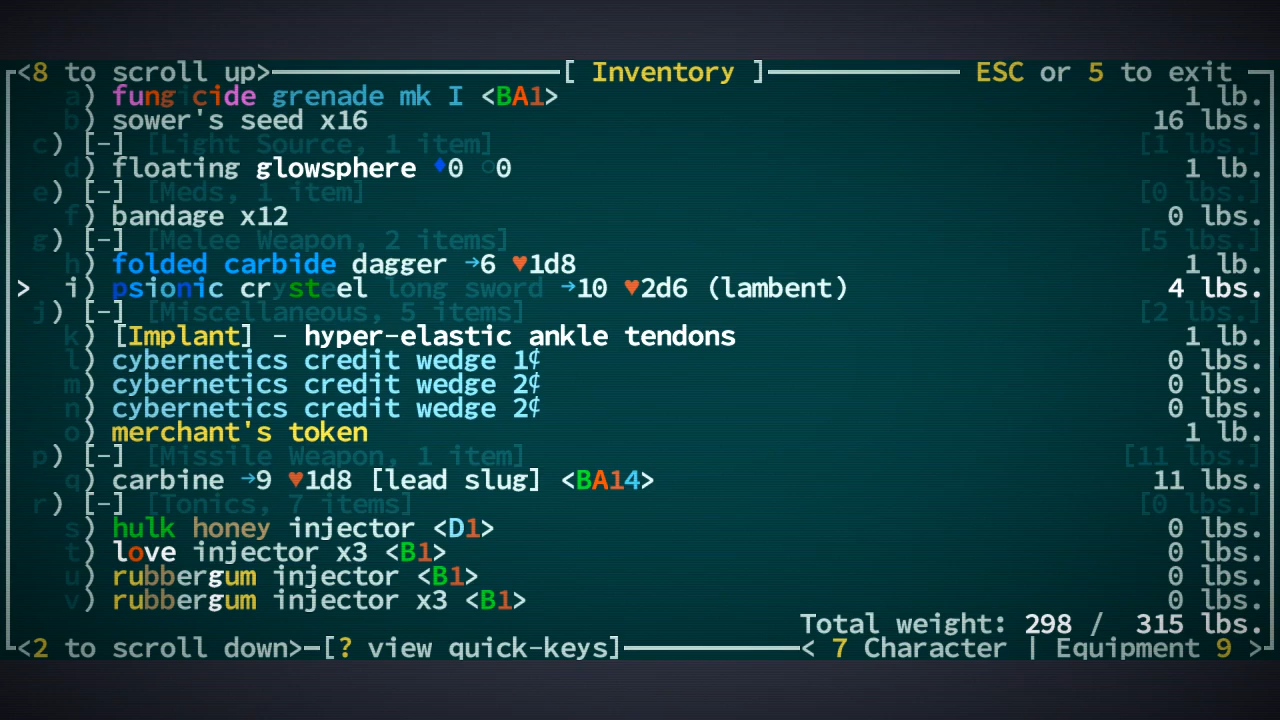 <8 to scroll up> [ Inventory ] ESC or 5 to exit
a) fungicide grenade mk I <BA1> 1 lb.
b) sower's seed x16 16 lbs.
c) [-] [Light Source, 1 item] [1 lbs.]
d) floating glowsphere ♦0 ○0 1 lb.
e) [-] [Meds, 1 item] [0 lbs.]
f) bandage x12 0 lbs.
g) [-] [Melee Weapon, 2 items] [5 lbs.]
h) folded carbide dagger →6 ♥1d8 1 lb.
> i) psionic crysteel long sword →10 ♥2d6 (lambent) 4 lbs.
j) [-] [Miscellaneous, 5 items] [2 lbs.]
k) [Implant] - hyper-elastic ankle tendons 1 lb.
l) cybernetics credit wedge 1¢ 0 lbs.
m) cybernetics credit wedge 2¢ 0 lbs.
n) cybernetics credit wedge 2¢ 0 lbs.
o) merchant's token 1 lb.
p) [-] [Missile Weapon, 1 item] [11 lbs.]
q) carbine →9 ♥1d8 [lead slug] <BA14> 11 lbs.
r) [-] [Tonics, 7 items] [0 lbs.]
s) hulk honey injector <D1> 0 lbs.
t) love injector x3 <B1> 0 lbs.
u) rubbergum injector <B1> 0 lbs.
v) rubbergum injector x3 <B1> 0 lbs.
Total weight: 298 / 315 lbs.
<2 to scroll down> [? view quick-keys] < 7 Character | Equipment 9 >